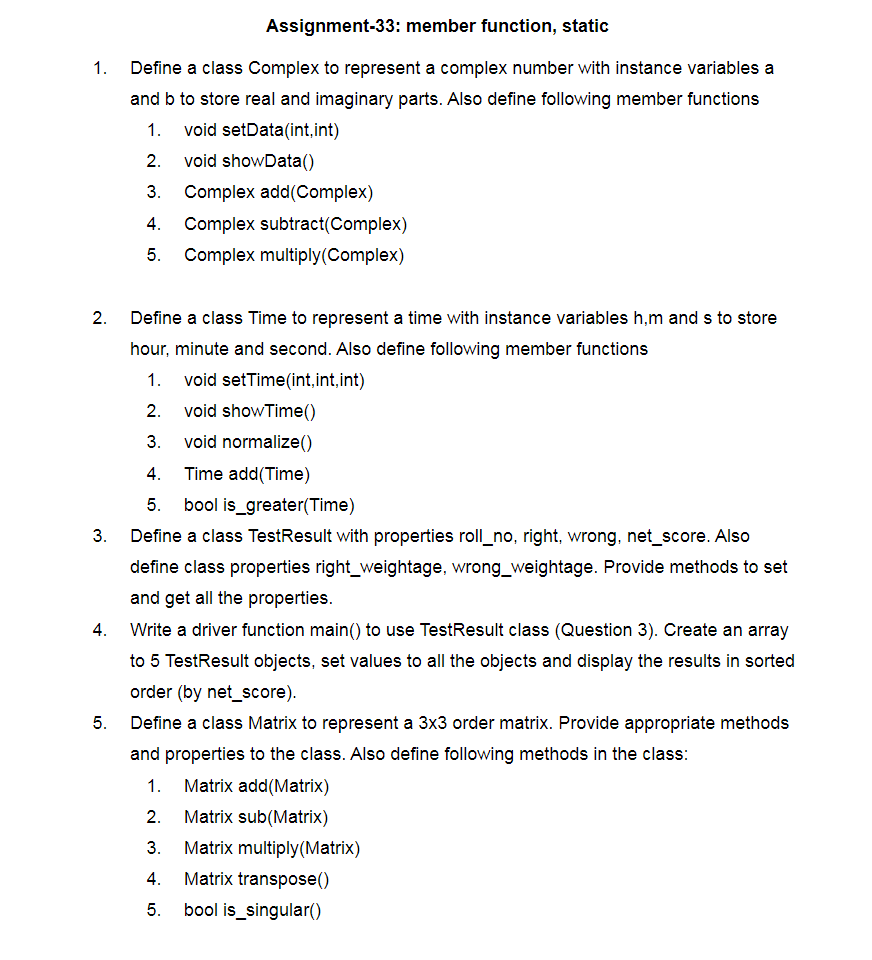 Assignment-33: member function, static
1. Define a class Complex to represent a complex number with instance variables a
and b to store real and imaginary parts. Also define following member functions
1. void setData(int,int)
2. void showData()
3. Complex add(Complex)
4. Complex subtract(Complex)
5. Complex multiply(Complex)
2. Define a class Time to represent a time with instance variables h,m and s to store
hour, minute and second. Also define following member functions
1. void setTime(int,int,int)
2. void showTime()
3. void normalize()
4. Time add(Time)
5. bool is_greater(Time)
3. Define a class TestResult with properties roll_no, right, wrong, net_score. Also
define class properties right_weightage, wrong_weightage. Provide methods to set
and get all the properties.
4. Write a driver function main() to use TestResult class (Question 3). Create an array
to 5 TestResult objects, set values to all the objects and display the results in sorted
order (by net_score).
5. Define a class Matrix to represent a 3x3 order matrix. Provide appropriate methods
and properties to the class. Also define following methods in the class:
1. Matrix add(Matrix)
2. Matrix sub(Matrix)
3. Matrix multiply(Matrix)
4. Matrix transpose()
5. bool is_singular()